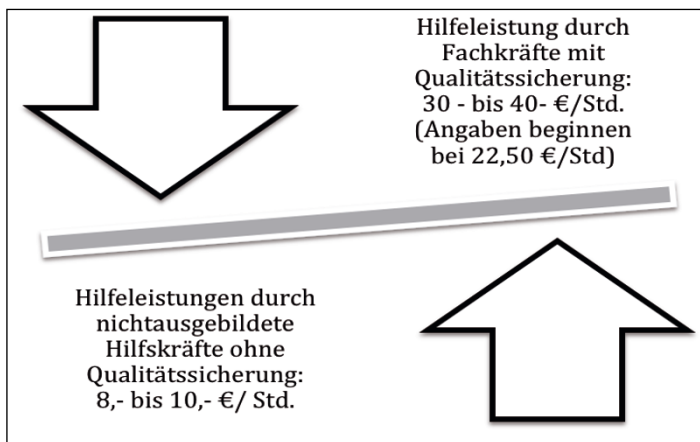 Hilfeleistung durch
Fachkräfte mit
Qualitätssicherung:
30 - bis 40- €/Std.
(Angaben beginnen
bei 22,50 €/Std)
Hilfeleistungen durch
nichtausgebildete
Hilfskräfte ohne
Qualitätssicherung:
8,- bis 10,- €/ Std.